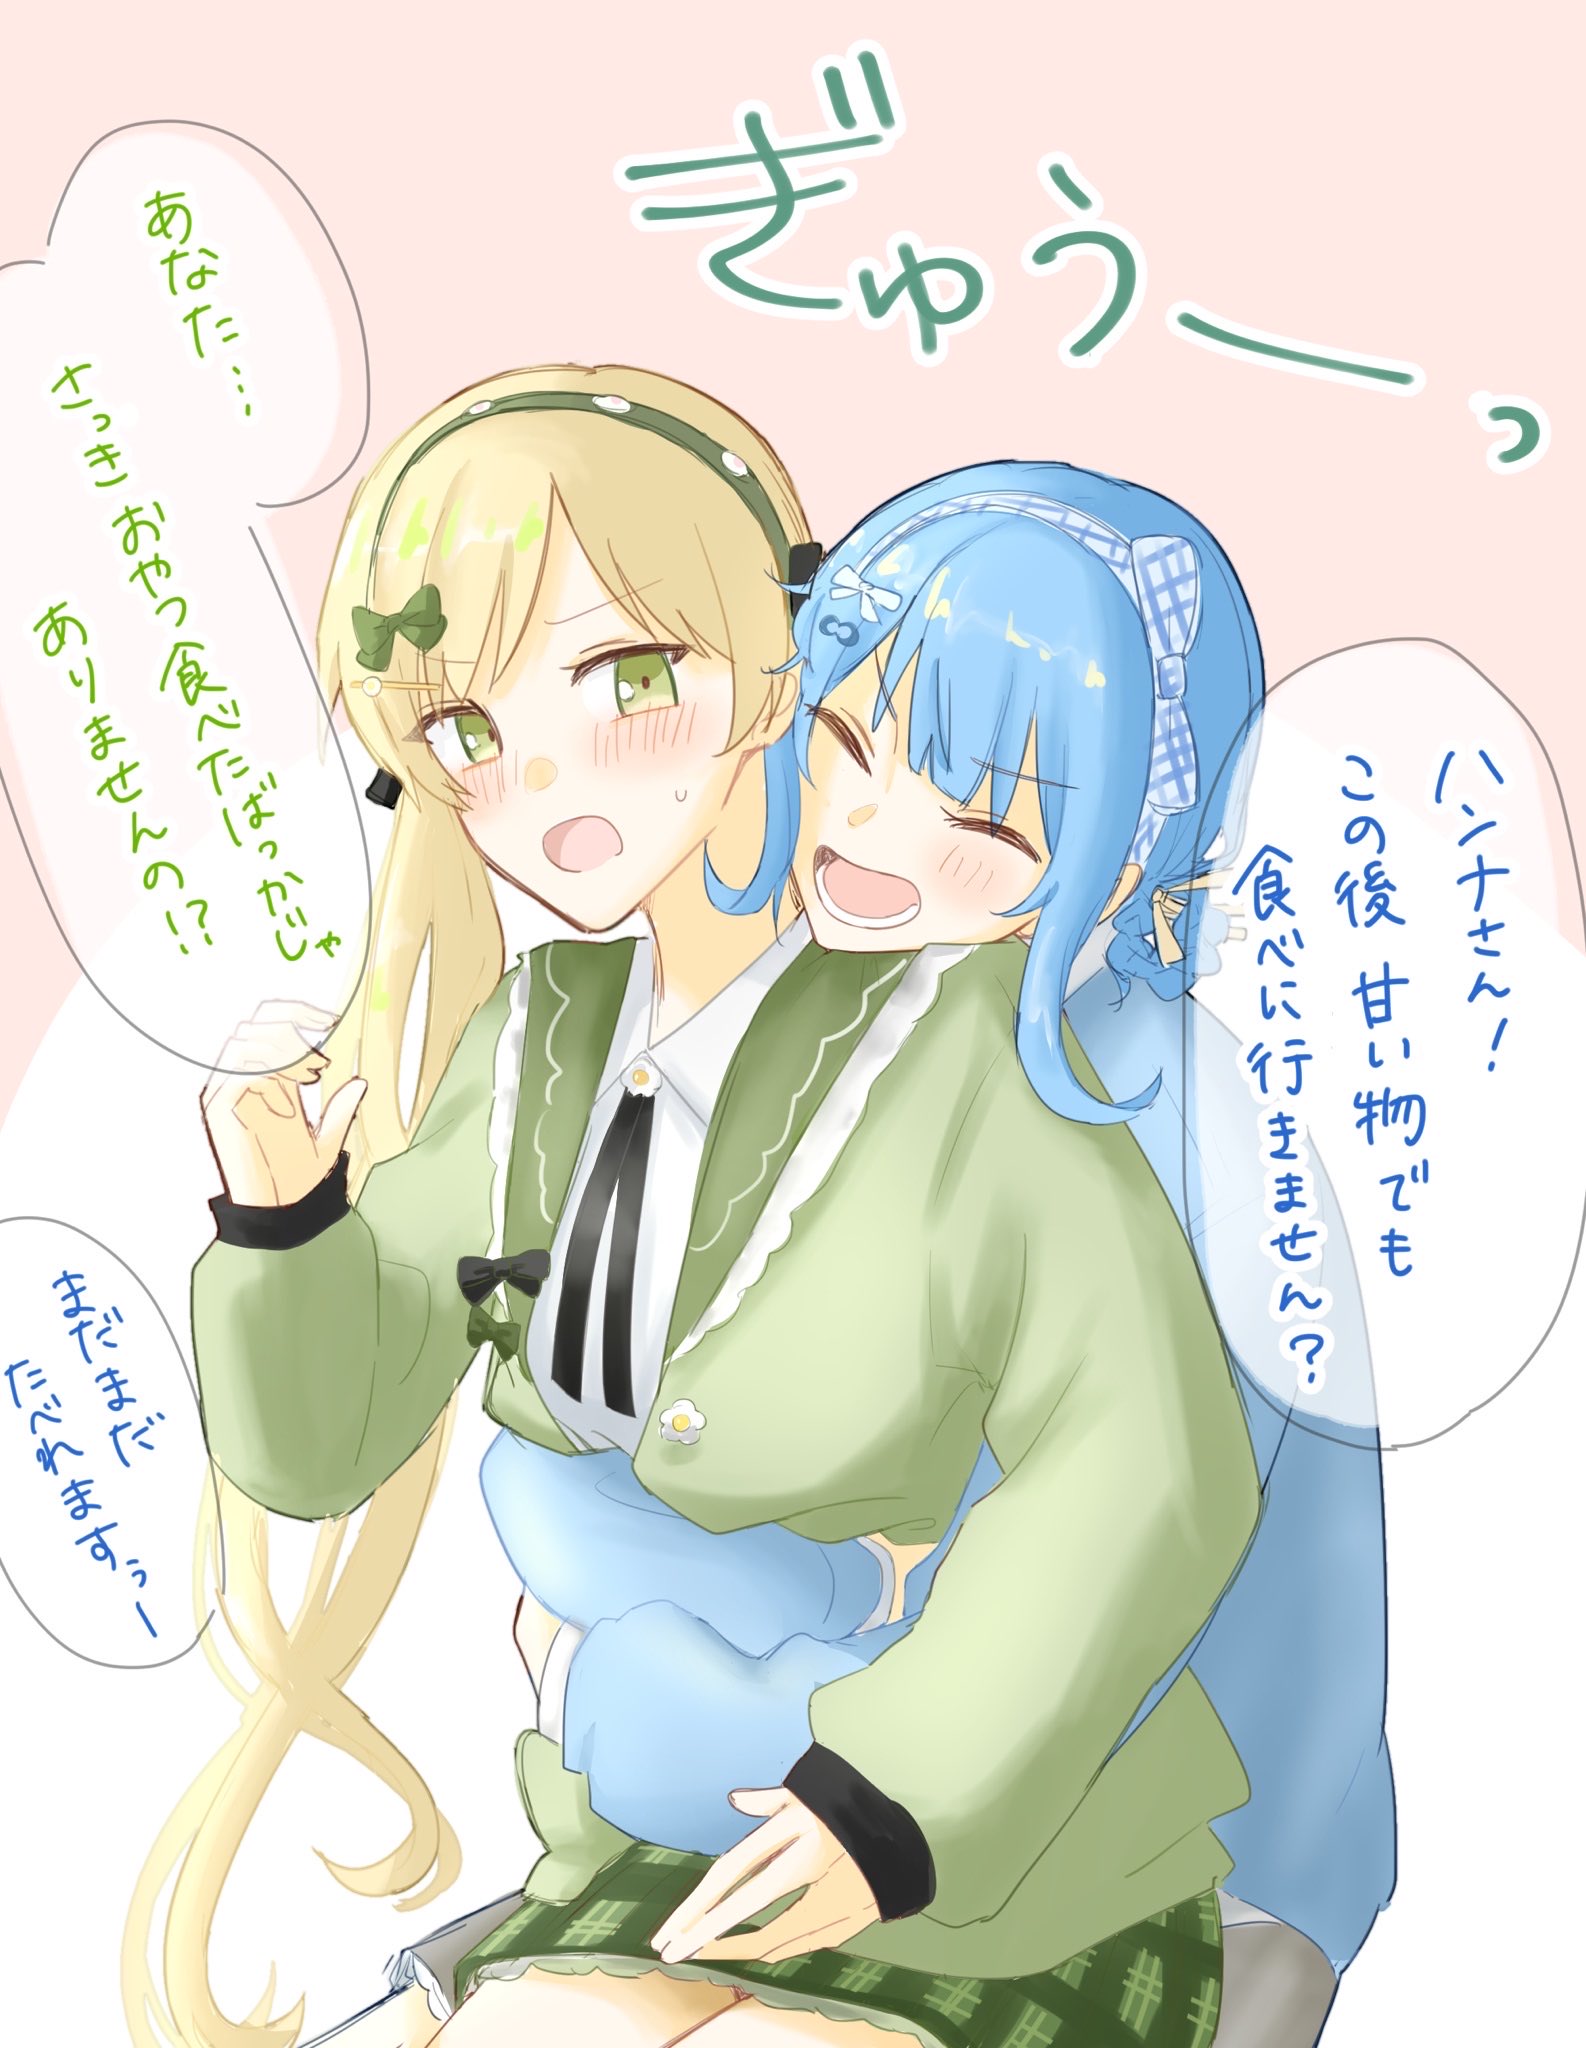 ぎゅうーっ
ハンナさん!
この後 甘い物でも
食べに行きません?
あなた…
さっきおやつ食べたばっかじゃ
ありませんの!?
まだまだ
たべれますぅー